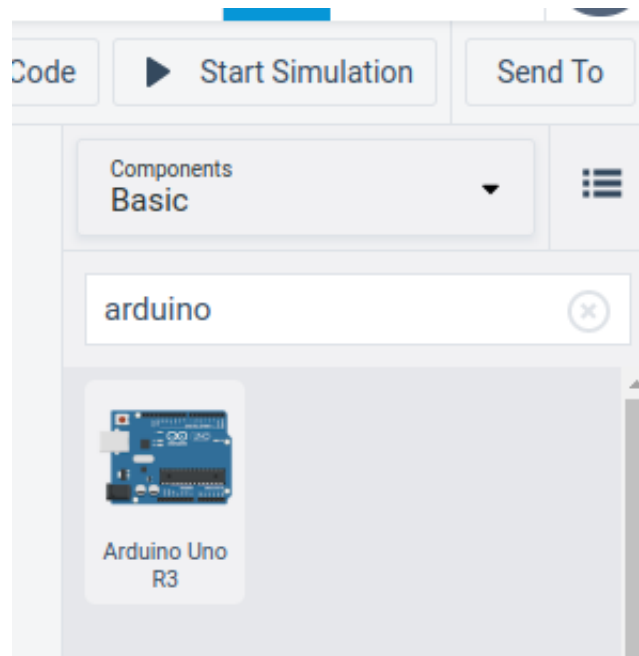 Code
Start Simulation
Send To
Components
Basic
arduino
Arduino Uno
R3